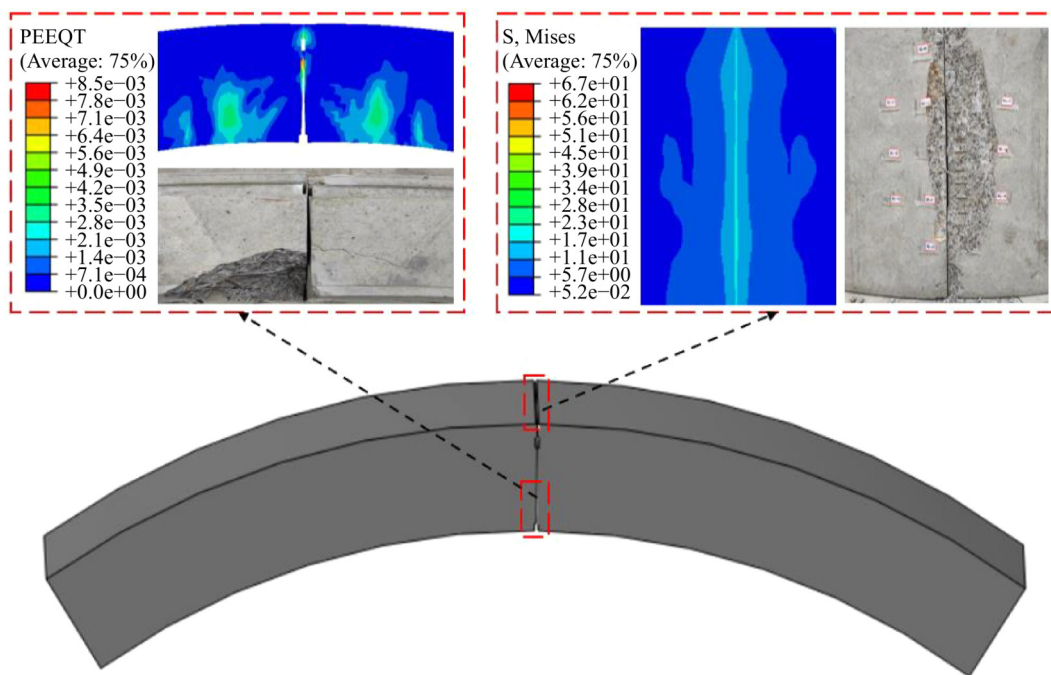 PEEQT
(Average: 75%)
+8.5e−03
+7.8e−03
+7.1e−03
+6.4e−03
+5.6e−03
+4.9e−03
+4.2e−03
+3.5e−03
+2.8e−03
+2.1e−03
+1.4e−03
+7.1e−04
+0.0e+00
S, Mises
(Average: 75%)
+6.7e+01
+6.2e+01
+5.6e+01
+5.1e+01
+4.5e+01
+3.9e+01
+3.4e+01
+2.8e+01
+2.3e+01
+1.7e+01
+1.1e+01
+5.7e+00
+5.2e−02